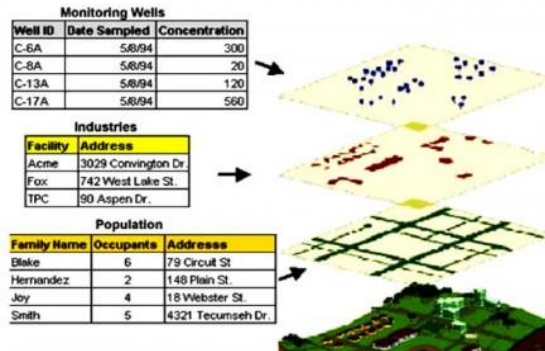 Monitoring Wells
Well ID Date Sampled Concentration
C-6A 5/8/94 300
C-8A 5/8/94 20
C-13A 5/8/94 120
C-17A 5/8/94 560
Industries
Facility Address
Acme 3029 Convington Dr.
Fox 742 West Lake St.
TPC 90 Aspen Dr.
Population
Family Name Occupants Addresss
Blake 6 79 Circuit St
Hernandez 2 148 Plain St.
Joy 4 18 Webster St.
Smith 5 4321 Tecumseh Dr.